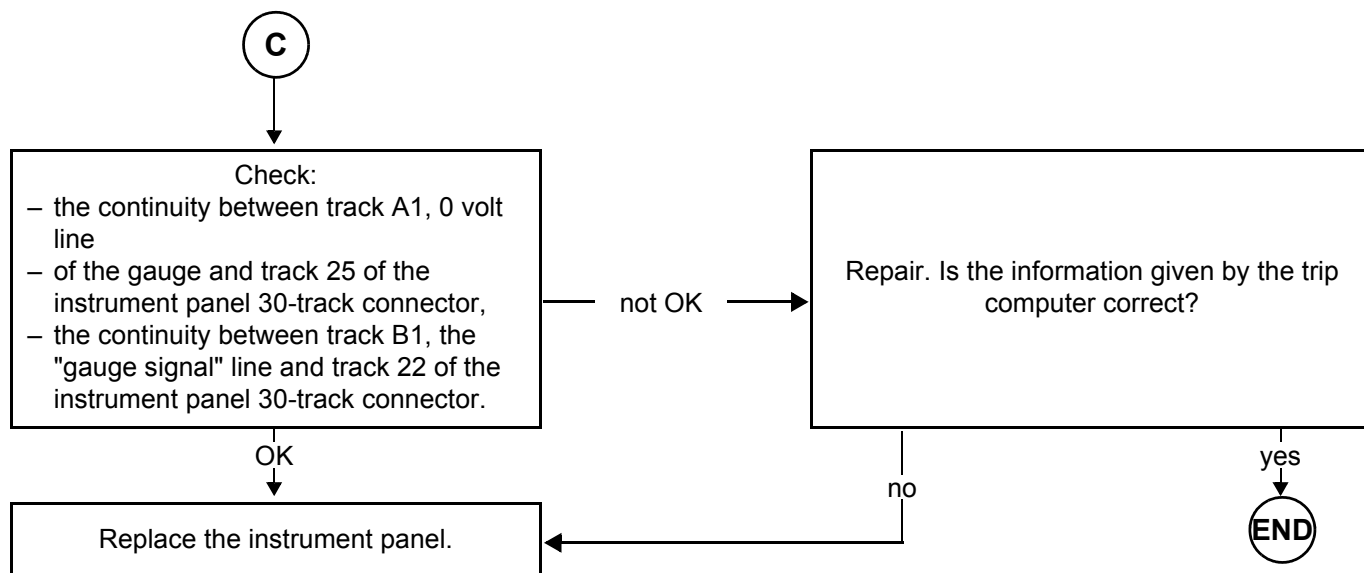 C
Check:
– the continuity between track A1, 0 volt
line
– of the gauge and track 25 of the
instrument panel 30-track connector,
– the continuity between track B1, the
"gauge signal" line and track 22 of the
instrument panel 30-track connector.
not OK
Repair. Is the information given by the trip
computer correct?
OK
no
yes
Replace the instrument panel.
END